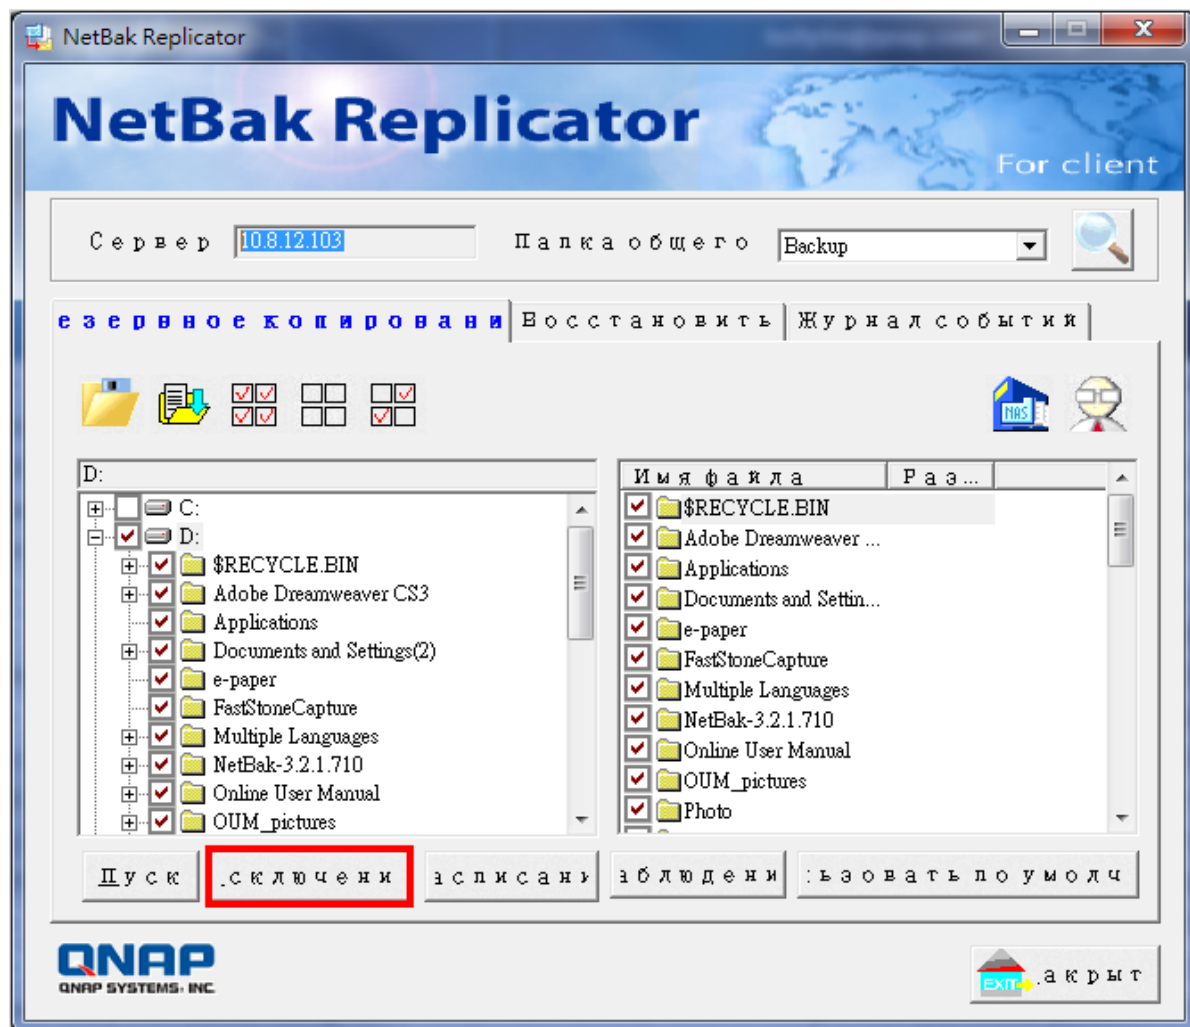 NetBak Replicator
NetBak Replicator
For client
Сервер 10.8.12.103 Папка общего Backup
езервное копировани Восстановить Журнал событий
NAS
D:
C:
D:
$RECYCLE.BIN
Adobe Dreamweaver CS3
Applications
Documents and Settings(2)
e-paper
FastStoneCapture
Multiple Languages
NetBak-3.2.1.710
Online User Manual
OUM_pictures
Имя файла Раз...
$RECYCLE.BIN
Adobe Dreamweaver ...
Applications
Documents and Settin...
e-paper
FastStoneCapture
Multiple Languages
NetBak-3.2.1.710
Online User Manual
OUM_pictures
Photo
Пуск сключени асписан аблюдени ьзовать по умолч
QNAP
QNAP SYSTEMS, INC.
EXIT акрыт